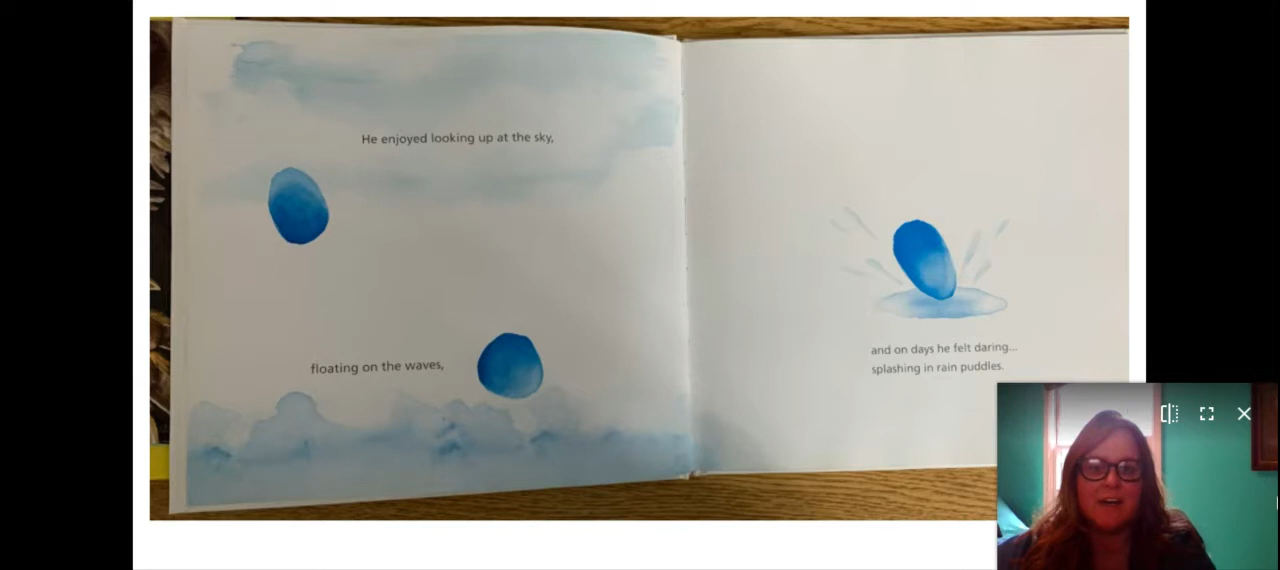 He enjoyed looking up at the sky,
floating on the waves,
and on days he felt daring...
splashing in rain puddles.